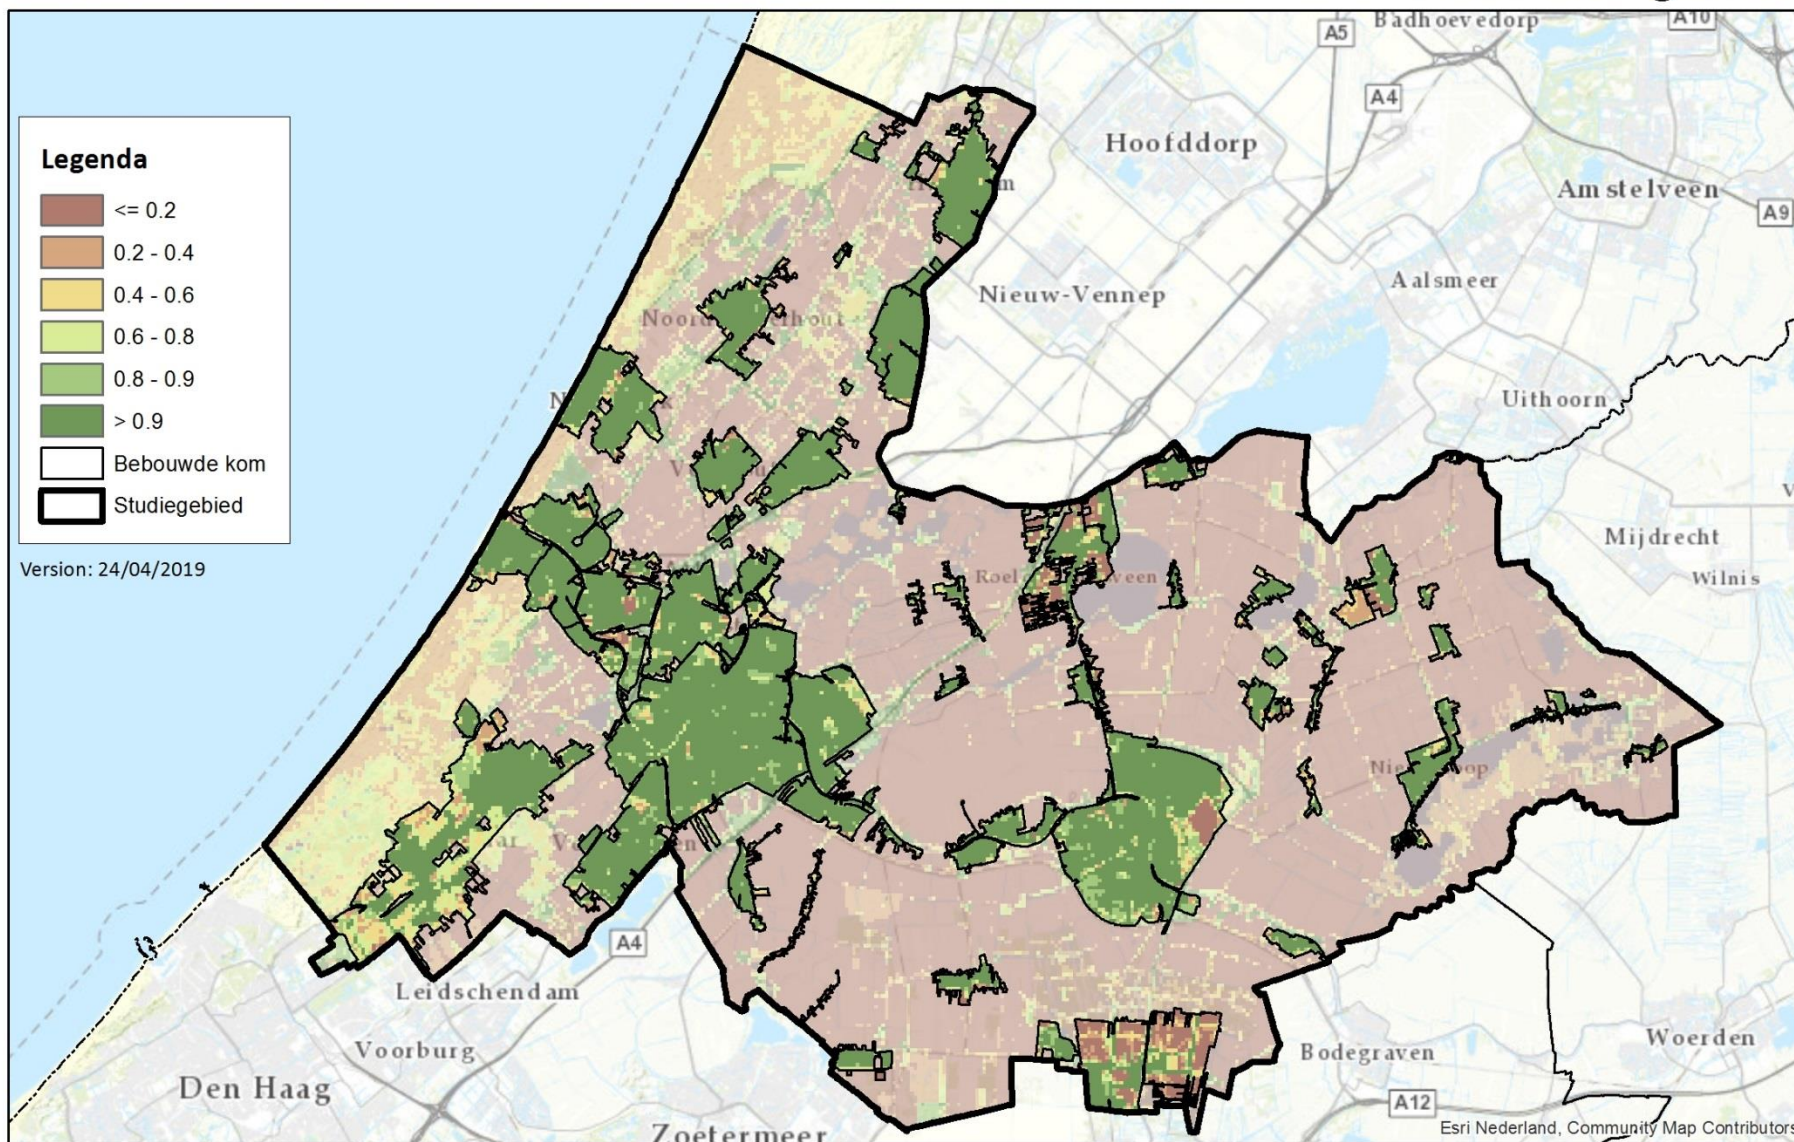 Badhoevedorp
A10
A5
A4
Hoofddorp
Amstelveen
A9
Legenda
<= 0.2
0.2 - 0.4
0.4 - 0.6
0.6 - 0.8
0.8 - 0.9
> 0.9
Bebouwde kom
Studiegebied
Version: 24/04/2019
Nieuw-Vennep
Aalsmeer
Uithoorn
Mijdrecht
Wilnis
A4
Leidschendam
Voorburg
Den Haag
Zoetermeer
Bodegraven
Woerden
A12
Esri Nederland, Community Map Contributors